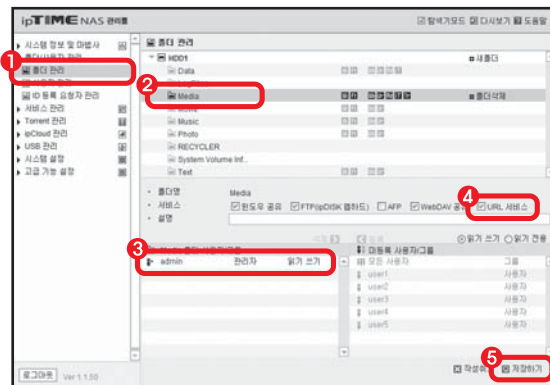 ipTIME NAS 관리툴
탐색기모드 다시보기 도움말
시스템 정보 및 마법사
폴더 관리
ID 등록 요청자 관리
서비스 관리
Torrent 관리
ipCloud 관리
USB 관리
시스템 설정
고급 기능 설정
로그아웃 Ver 1.1.50
폴더 관리
HDD1 새폴더
Data
Media 폴더삭제
Music
Photo
RECYCLER
System Volume Inf..
Text
폴더명 Media
서비스 윈도우 공유 FTP(ipDISK 랩하드) AFP WebDAV 공유 URL 서비스
설명
읽기 쓰기 읽기 전용
미등록 사용자/그룹
admin 관리자 읽기 쓰기
모든 사용자 그룹
user1 사용자
user2 사용자
user3 사용자
user4 사용자
user5 사용자
저장하기
1
2
3
4
5